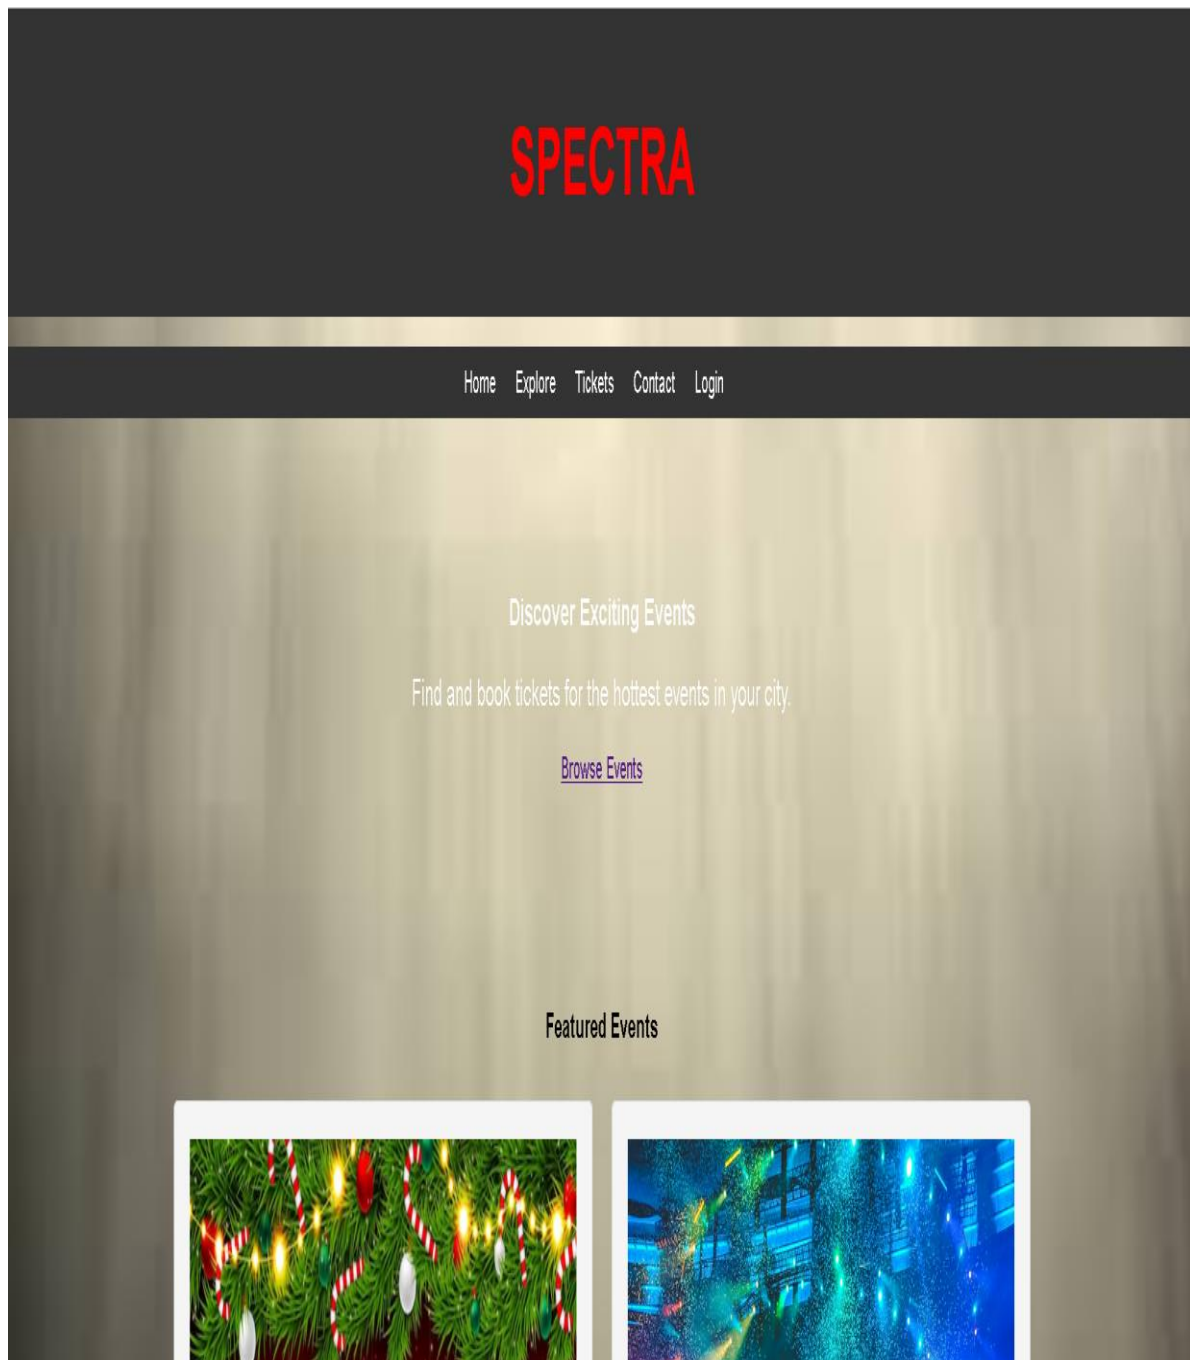 SPECTRA
Home Explore Tickets Contact Login
Discover Exciting Events
Find and book tickets for the hottest events in your city.
Browse Events
Featured Events